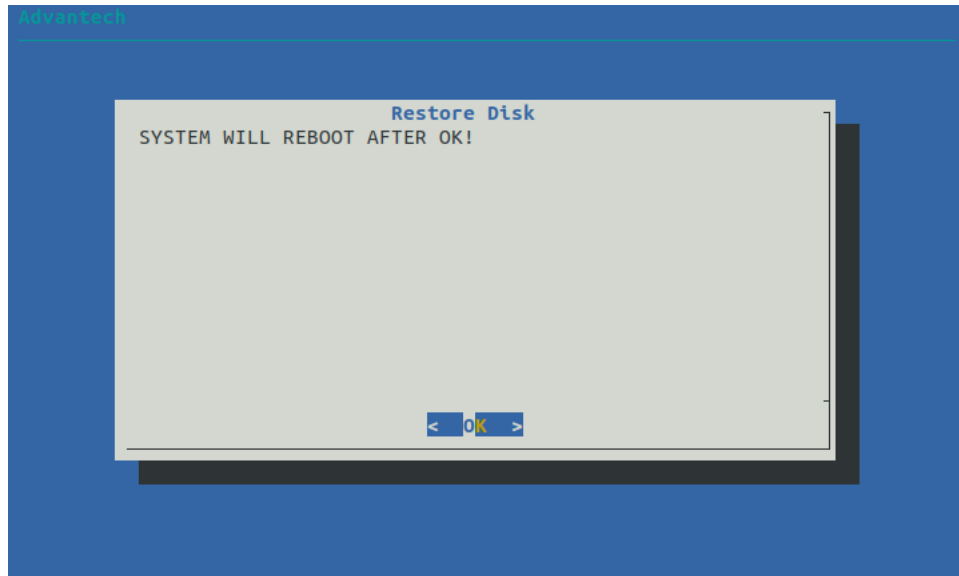 Advantech
Restore Disk
SYSTEM WILL REBOOT AFTER OK!
<  OK  >